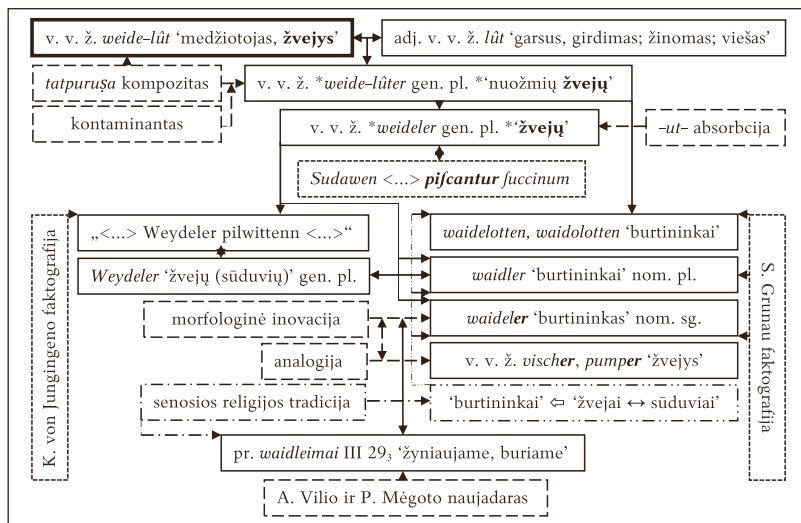 v. v. ž. weide–lût ‘medžiotojas, žvejys’
adj. v. v. ž. lût ‘garsus, girdimas; žinomas; viešas’
tatpuruṣa kompozitas
v. v. ž. *weide–lûter gen. pl. *‘nuožmių žvejų’
kontaminantas
v. v. ž. *weideler gen. pl. *‘žvejų’
–ut– absorbcija
Sudawen <...> piſcantur ſuccinum
K. von Jungingeno faktografija
„<...> Weydeler pilwittenn <...>“
waidelotten, waidolotten ‘burtininkai’
Weydeler ‘žvejų (sūduvių)’ gen. pl.
waidler ‘burtininkai’ nom. pl.
S. Grunau faktografija
morfologinė inovacija
waideler ‘burtininkas’ nom. sg.
analogija
v. v. ž. vischer, pumper ‘žvejys’
senosios religijos tradicija
‘burtininkai’ ⇦ ‘žvejai ↔ sūduviai’
pr. waidleimai III 29₃ ‘žyniaujame, buriame’
A. Vilio ir P. Mėgoto naujadaras